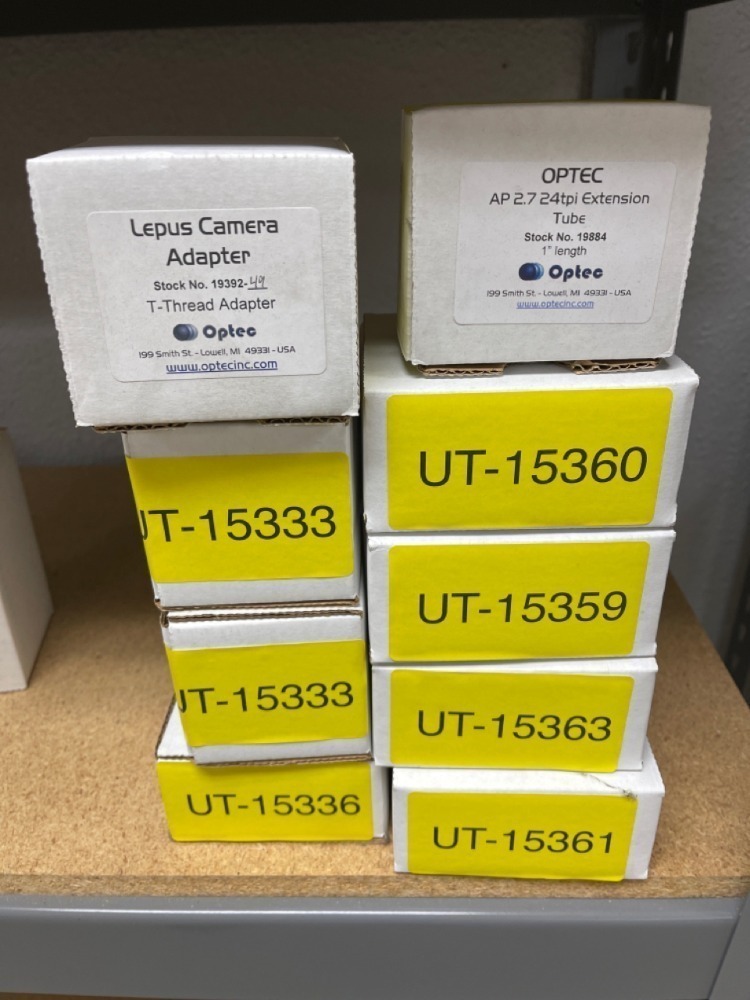 Lepus Camera
Adapter
Stock No. 19392-49
T-Thread Adapter
Optec
199 Smith St. - Lowell, MI 49331 - USA
www.optecinc.com
JT-15333
JT-15333
UT-15336
OPTEC
AP 2.7 24tpi Extension
Tube
Stock No. 19884
1" length
Optec
199 Smith St. - Lowell, MI 49331 - USA
www.optecinc.com
UT-15360
UT-15359
UT-15363
UT-15361